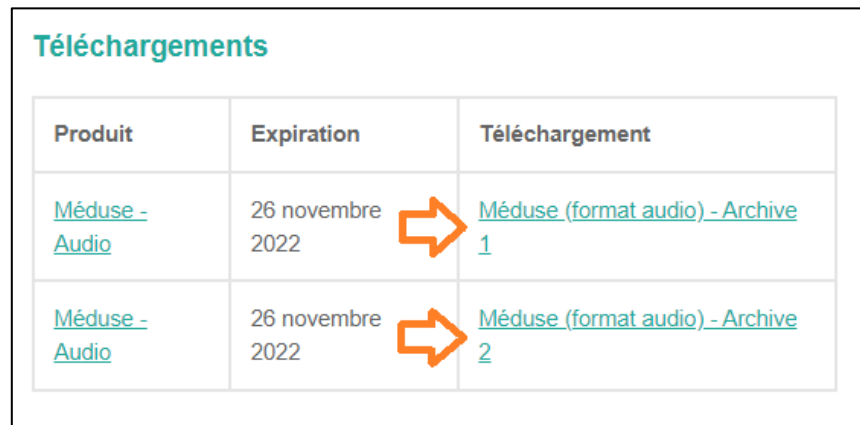 Téléchargements
Produit Expiration Téléchargement
Méduse - 26 novembre Méduse (format audio) - Archive
Audio 2022 1
Méduse - 26 novembre Méduse (format audio) - Archive
Audio 2022 2